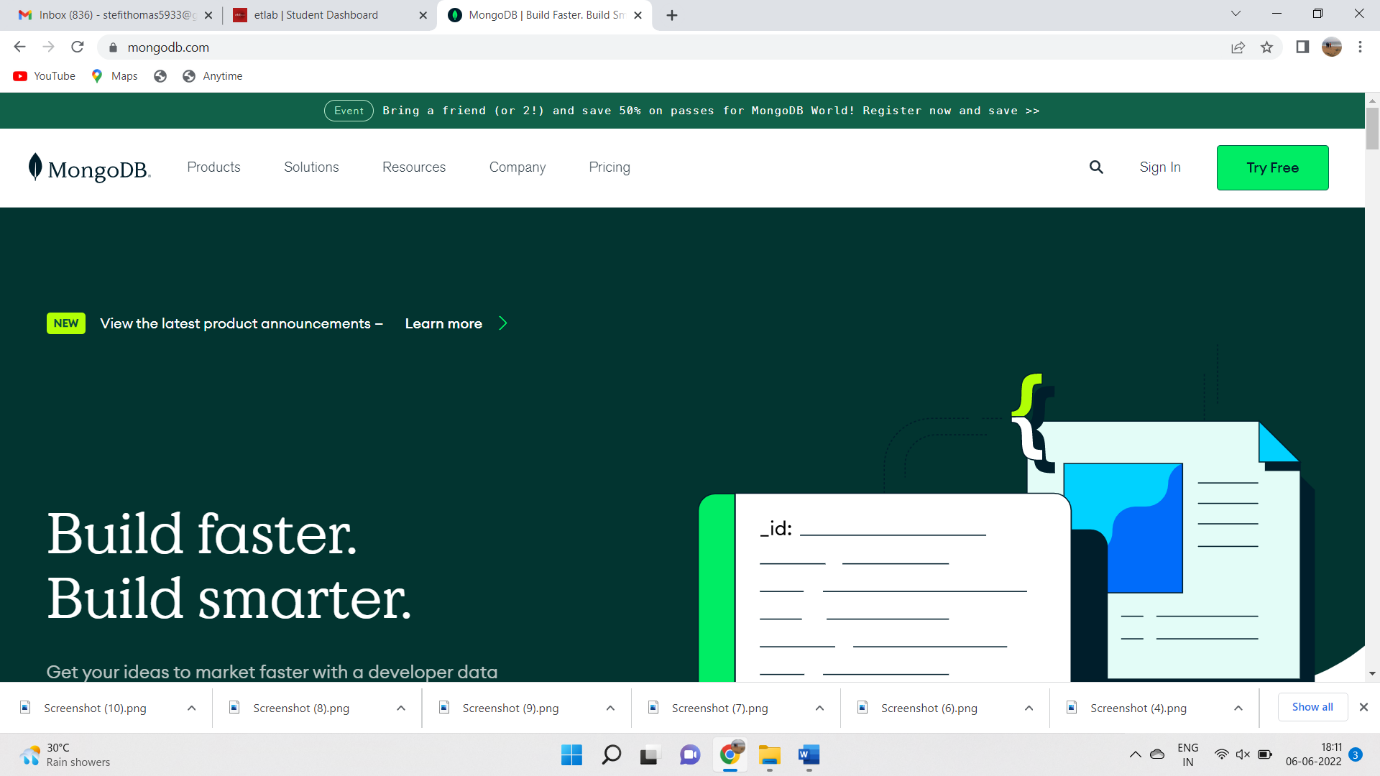 Inbox (836) - stefithomas5933@g
etlab | Student Dashboard
MongoDB | Build Faster. Build Sm
mongodb.com
YouTube
Maps
Anytime
Event Bring a friend (or 2!) and save 50% on passes for MongoDB World! Register now and save >>
MongoDB.
Products
Solutions
Resources
Company
Pricing
Sign In
Try Free
NEW View the latest product announcements – Learn more
Build faster.
Build smarter.
Get your ideas to market faster with a developer data
_id:
Screenshot (10).png
Screenshot (8).png
Screenshot (9).png
Screenshot (7).png
Screenshot (6).png
Screenshot (4).png
Show all
30°C
Rain showers
ENG
IN
18:11
06-06-2022
3